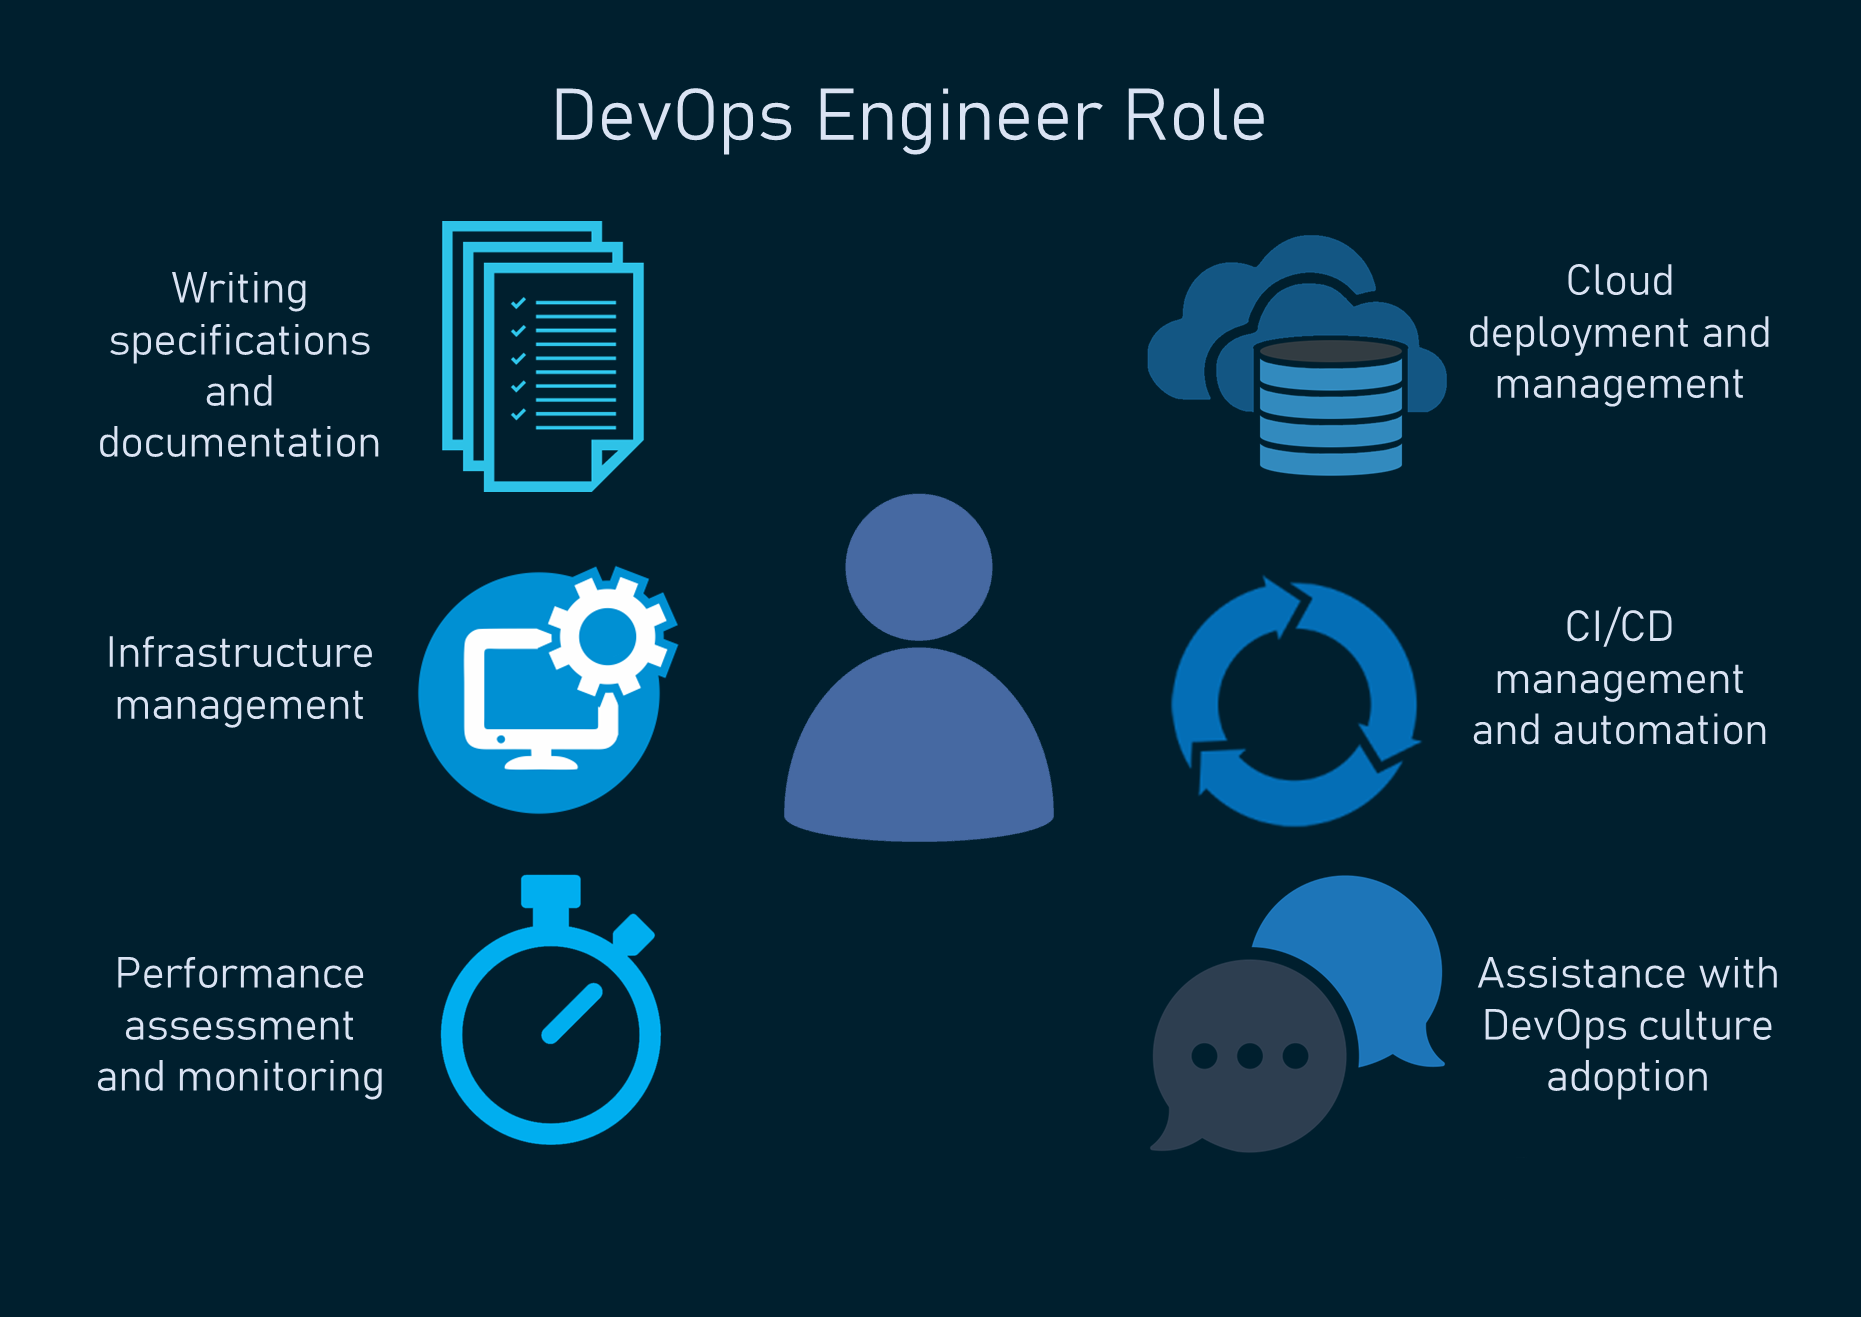 DevOps Engineer Role
Writing
specifications
and
documentation
Cloud
deployment and
management
Infrastructure
management
CI/CD
management
and automation
Performance
assessment
and monitoring
Assistance with
DevOps culture
adoption